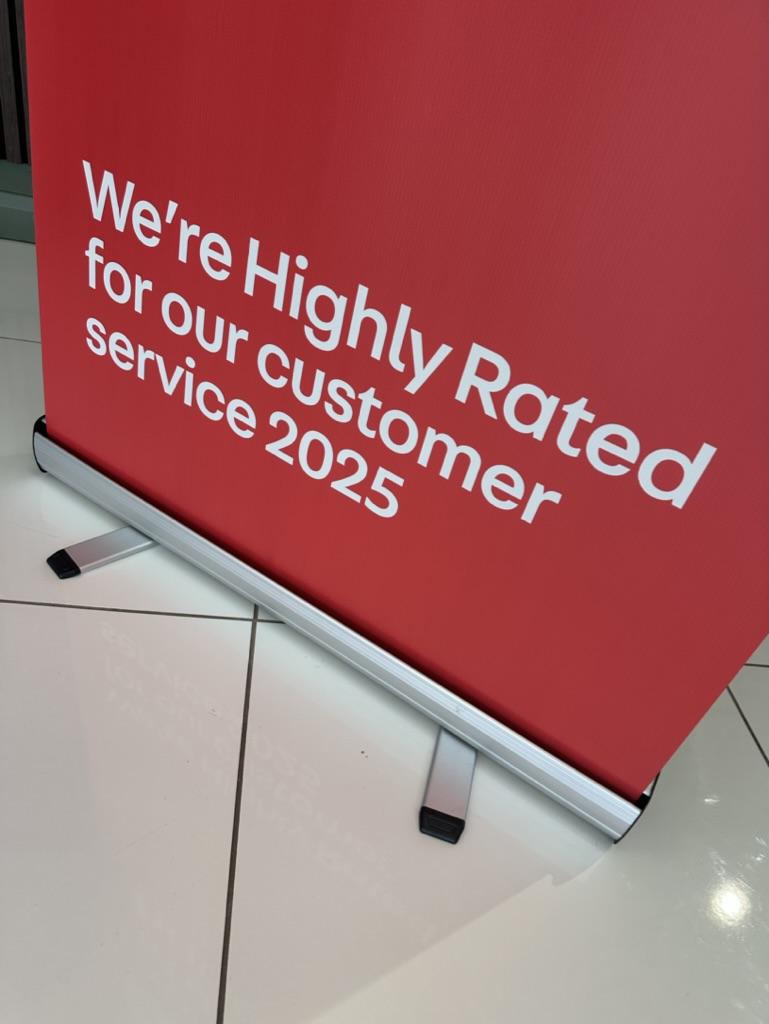 We're Highly Rated
for our customer
service 2025